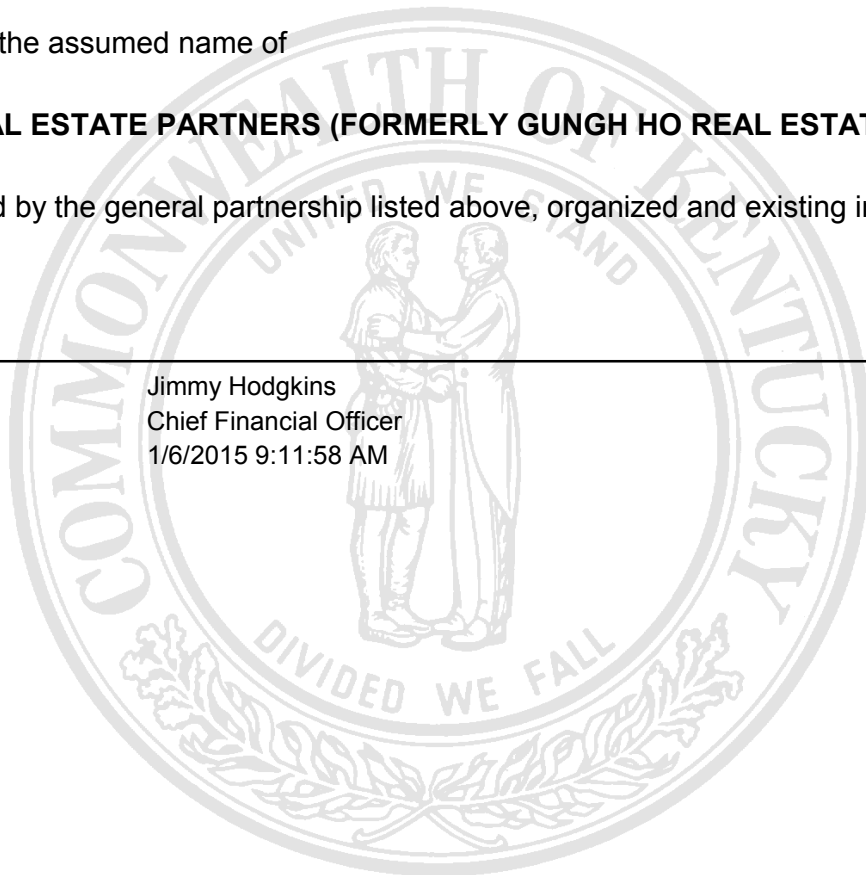 the assumed name of
AL ESTATE PARTNERS (FORMERLY GUNGH HO REAL ESTAT
d by the general partnership listed above, organized and existing i
Jimmy Hodgkins
Chief Financial Officer
1/6/2015 9:11:58 AM
COMMONWEALTH OF KENTUCKY
UNITED WE STAND
DIVIDED WE FALL